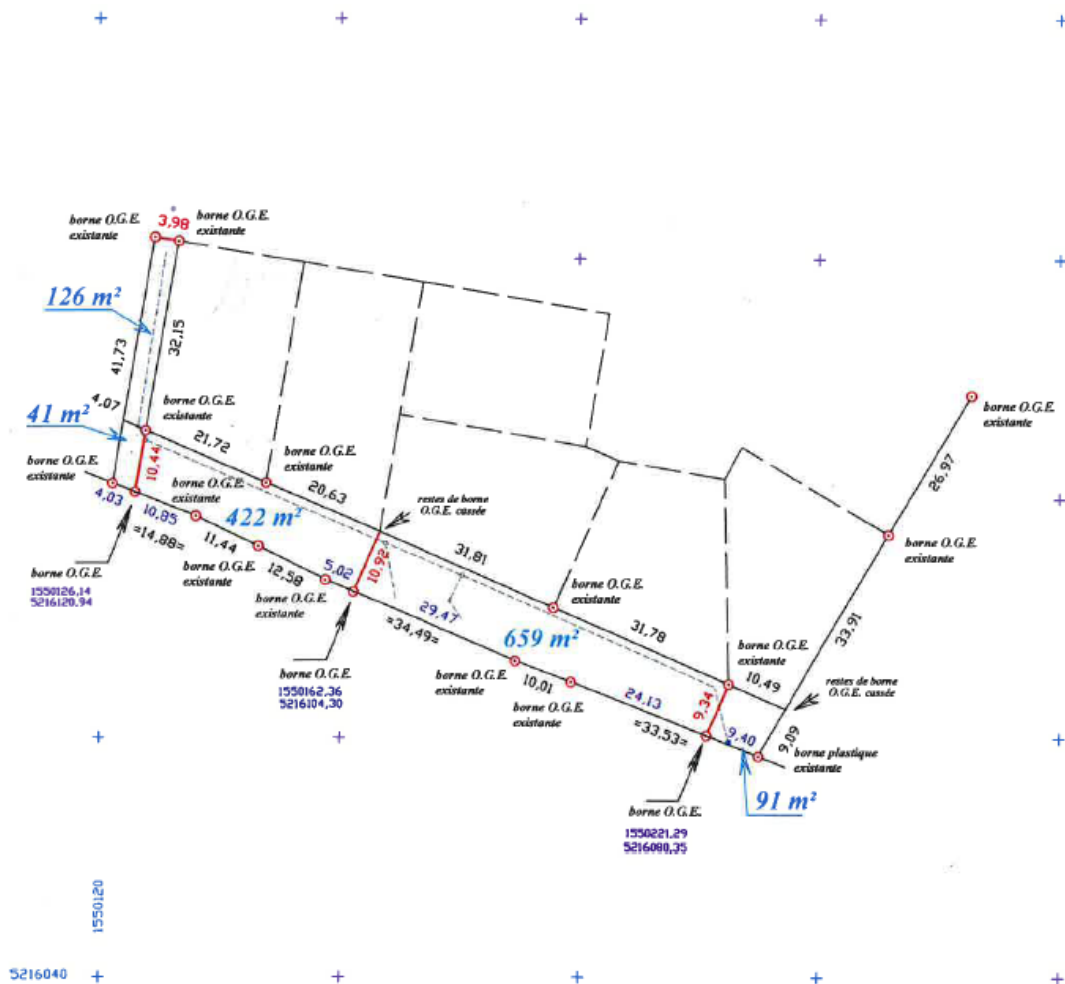 borne O.G.E.
existante
3,98
borne O.G.E.
existante
126 m²
41,73
32,15
4,07
41 m²
borne O.G.E.
existante
21,72
10,44
borne O.G.E.
existante
4,03
10,85
=14,88=
borne O.G.E.
existante
borne O.G.E.
existante
20,63
422 m²
11,44
borne O.G.E.
existante
12,58
borne O.G.E.
existante
5,02
10,92
restes de borne
O.G.E. cassée
borne O.G.E.
1550126,14
5216120,94
31,81
29,47
=34,49=
borne O.G.E.
existante
659 m²
31,78
borne O.G.E.
1550162,36
5216104,30
borne O.G.E.
existante
10,01
borne O.G.E.
existante
24,13
=33,53=
9,34
borne O.G.E.
existante
10,49
restes de borne
O.G.E. cassée
9,40
9,09
borne plastique
existante
33,91
borne O.G.E.
existante
26,97
borne O.G.E.
existante
91 m²
borne O.G.E.
1550221,29
5216080,35
1550120
5216040